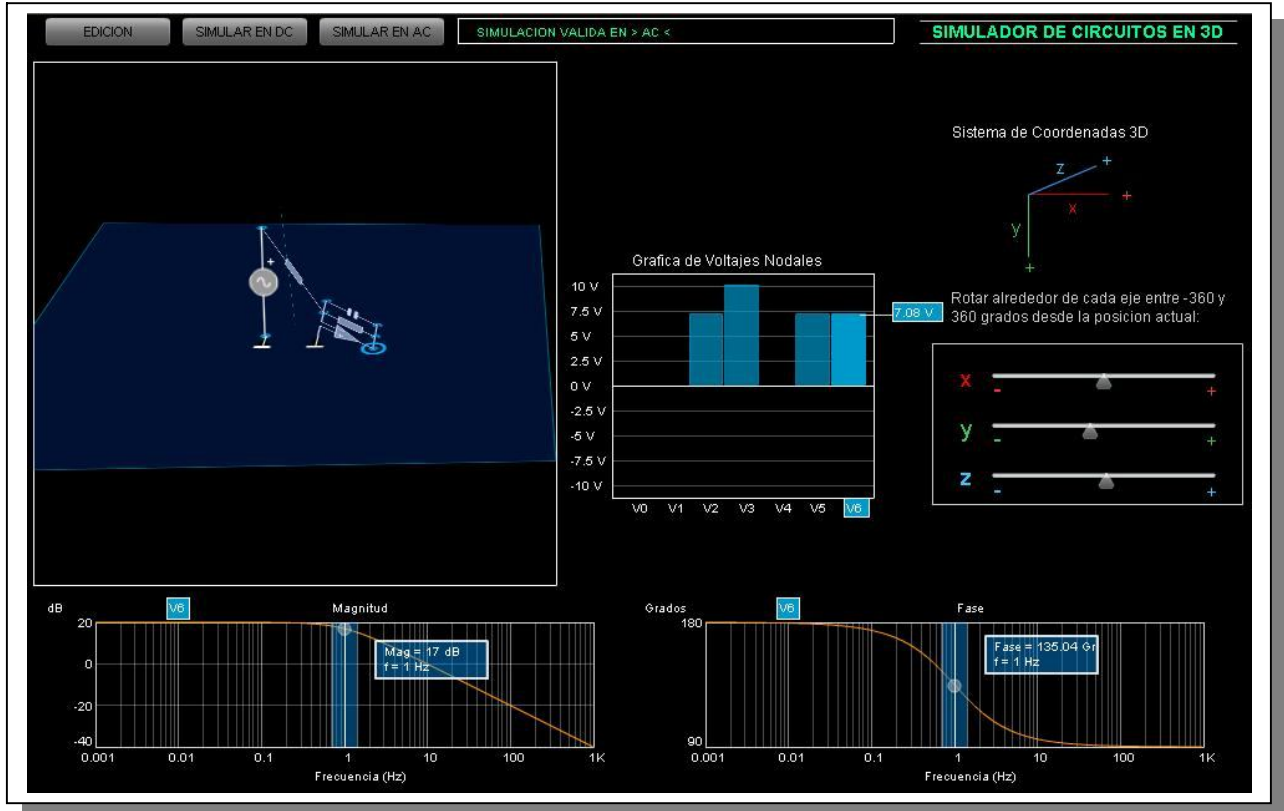 EDICION
SIMULAR EN DC
SIMULAR EN AC
SIMULACION VALIDA EN > AC <
SIMULADOR DE CIRCUITOS EN 3D
Sistema de Coordenadas 3D
z +
x +
y
+
Grafica de Voltajes Nodales
10 V
7.5 V
5 V
2.5 V
0 V
-2.5 V
-5 V
-7.5 V
-10 V
V0 V1 V2 V3 V4 V5 V6
7.08 V
Rotar alrededor de cada eje entre -360 y
360 grados desde la posicion actual:
x - +
y - +
z - +
+
dB V6 Magnitud
20
0
-20
-40
Mag = 17 dB
f = 1 Hz
0.001 0.01 0.1 1 10 100 1K
Frecuencia (Hz)
Grados V6 Fase
180
90
Fase = 135.04 Gr
f = 1 Hz
0.001 0.01 0.1 1 10 100 1K
Frecuencia (Hz)